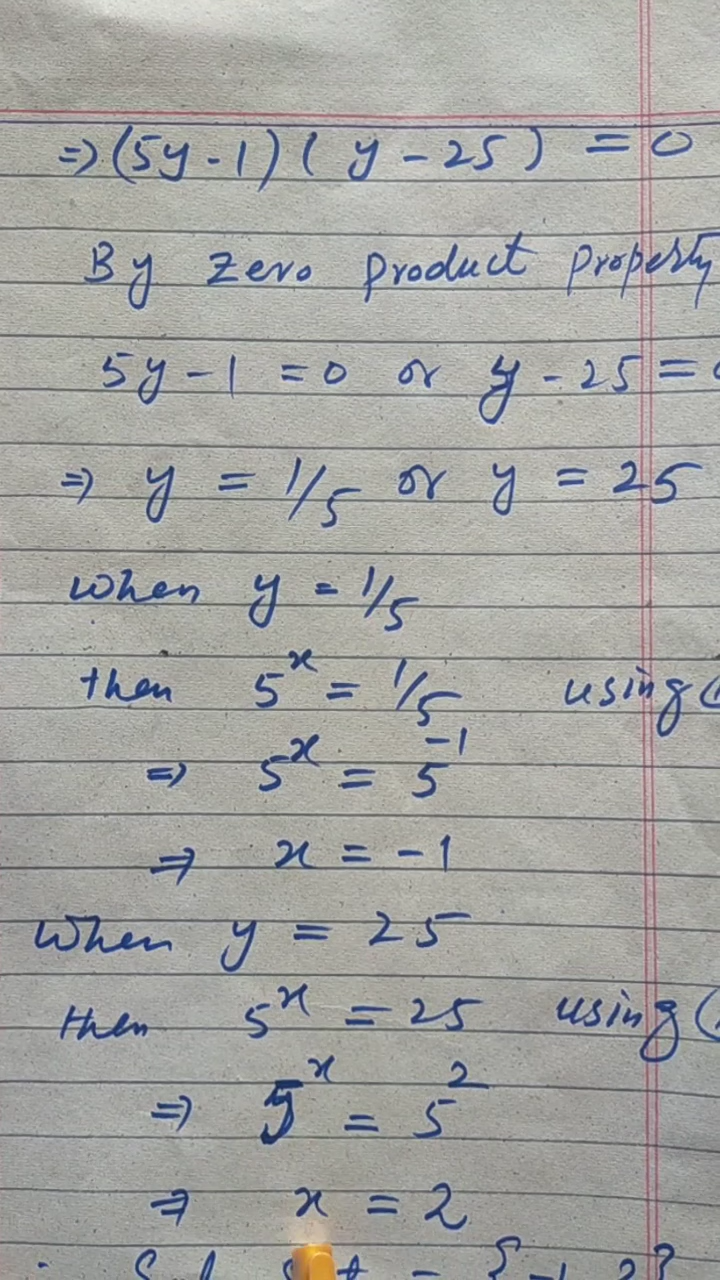 ⇒ (5y-1)(y-25) = 0
By zero product property
5y-1 = 0 or y-25 =
⇒ y = 1/5 or y = 25
when y = 1/5
then 5^x = 1/5 using (
⇒ 5^x = 5^-1
⇒ x = -1
when y = 25
then 5^x = 25 using (
⇒ 5^x = 5^2
⇒ x = 2